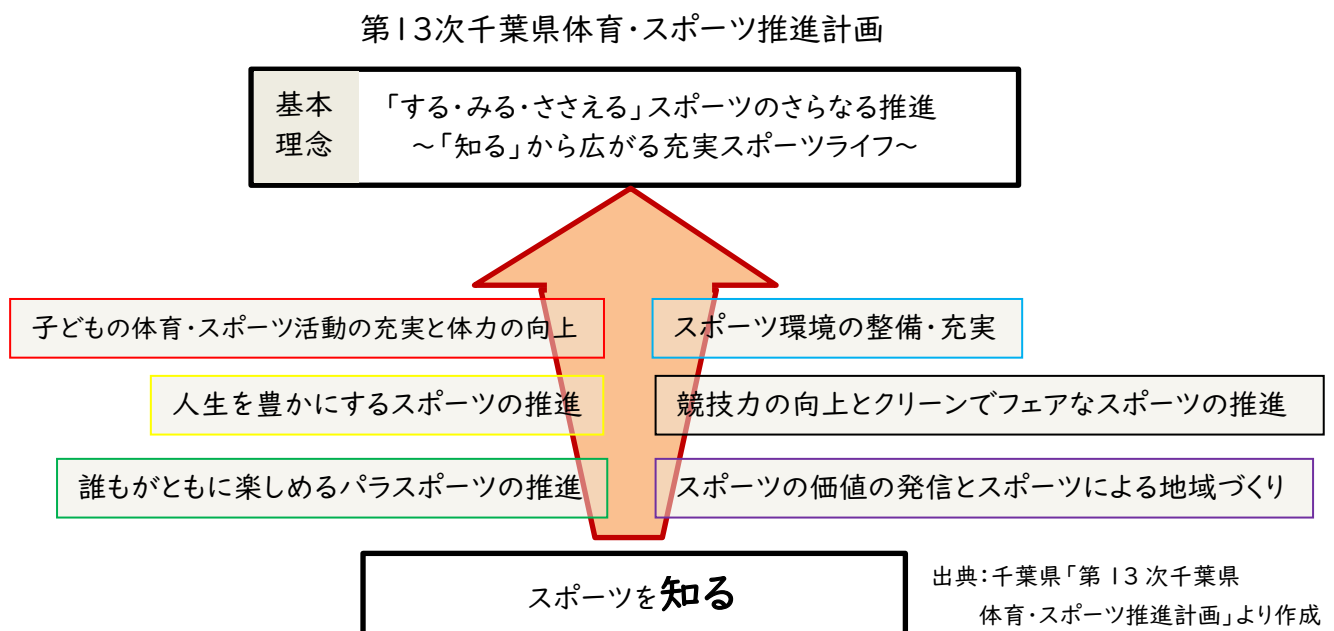 第13次千葉県体育・スポーツ推進計画
基本
理念
「する・みる・ささえる」スポーツのさらなる推進
～「知る」から広がる充実スポーツライフ～
子どもの体育・スポーツ活動の充実と体力の向上
スポーツ環境の整備・充実
人生を豊かにするスポーツの推進
競技力の向上とクリーンでフェアなスポーツの推進
誰もがともに楽しめるパラスポーツの推進
スポーツの価値の発信とスポーツによる地域づくり
スポーツを知る
出典：千葉県「第13次千葉県
体育・スポーツ推進計画」より作成